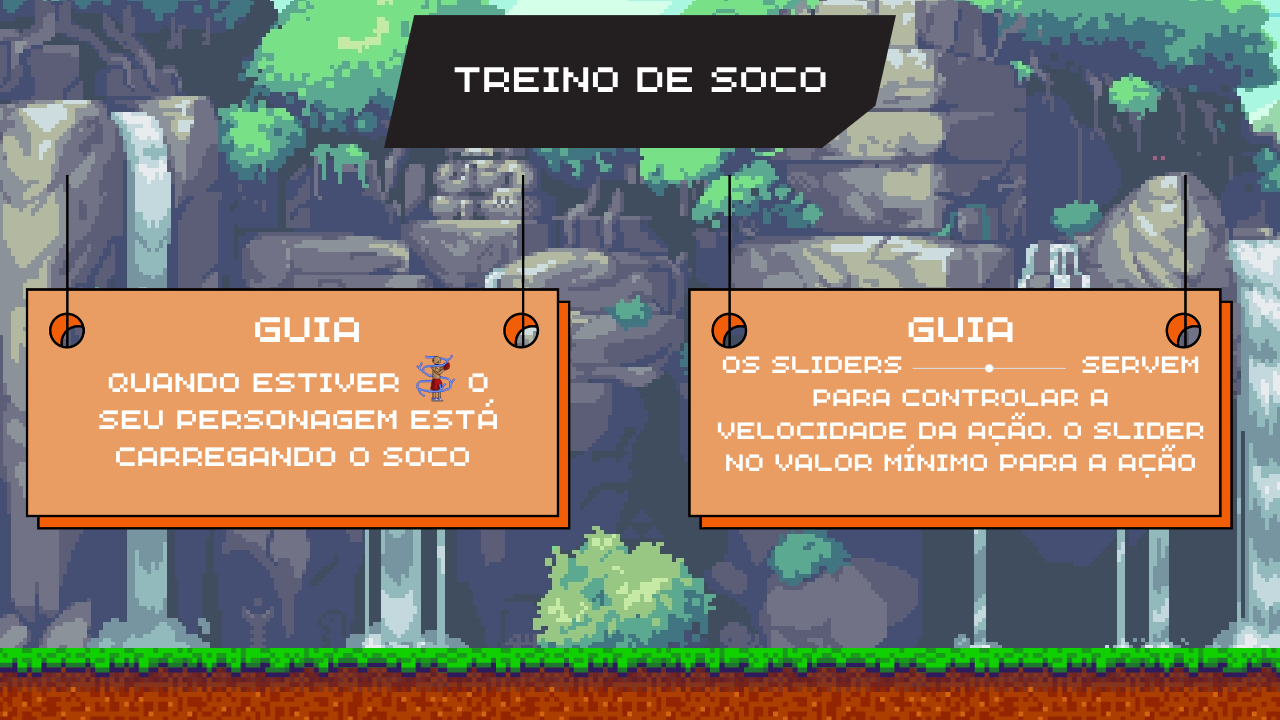 TREINO DE SOCO
GUIA
QUANDO ESTIVER O
SEU PERSONAGEM ESTÁ
CARREGANDO O SOCO
GUIA
OS SLIDERS SERVEM
PARA CONTROLAR A
VELOCIDADE DA AÇÃO. O SLIDER
NO VALOR MÍNIMO PARA A AÇÃO